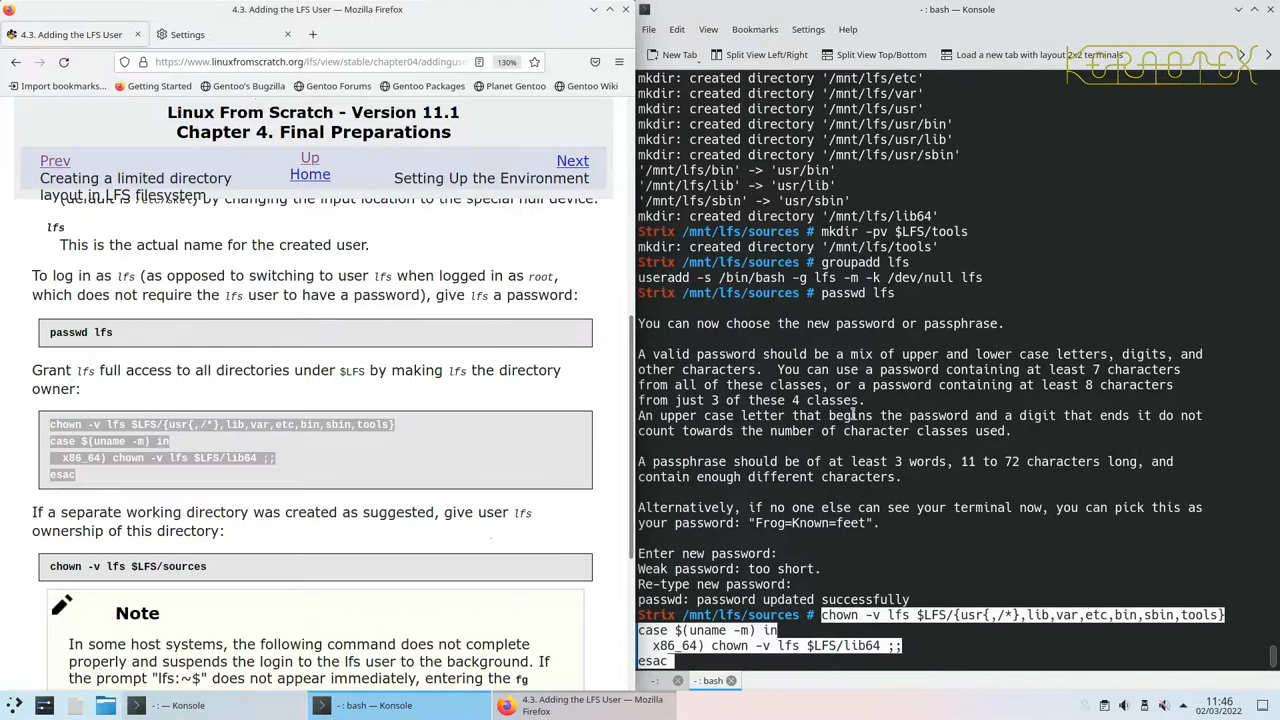 4.3. Adding the LFS User — Mozilla Firefox
4.3. Adding the LFS User
Settings
https://www.linuxfromscratch.org/lfs/view/stable/chapter04/addinguse
130%
Import bookmarks...
Getting Started
Gentoo's Bugzilla
Gentoo Forums
Gentoo Packages
Planet Gentoo
Gentoo Wiki
Linux From Scratch - Version 11.1
Chapter 4. Final Preparations
Prev
Up
Next
Creating a limited directory layout in LFS filesystem
Home
Setting Up the Environment
(default is /etc/skel) by changing the input location to the special null device.
lfs
This is the actual name for the created user.
To log in as lfs (as opposed to switching to user lfs when logged in as root,
which does not require the lfs user to have a password), give lfs a password:
passwd lfs
Grant lfs full access to all directories under $LFS by making lfs the directory
owner:
chown -v lfs $LFS/{usr{,/*},lib,var,etc,bin,sbin,tools}
case $(uname -m) in
x86_64) chown -v lfs $LFS/lib64 ;;
esac
If a separate working directory was created as suggested, give user lfs
ownership of this directory:
chown -v lfs $LFS/sources
Note
In some host systems, the following command does not complete
properly and suspends the login to the lfs user to the background. If
the prompt "lfs:~$" does not appear immediately, entering the fg
- : bash — Konsole
File Edit View Bookmarks Settings Help
New Tab
Split View Left/Right
Split View Top/Bottom
Load a new tab with layout 2x2 terminals
KERNOTEX
mkdir: created directory '/mnt/lfs/etc'
mkdir: created directory '/mnt/lfs/var'
mkdir: created directory '/mnt/lfs/usr'
mkdir: created directory '/mnt/lfs/usr/bin'
mkdir: created directory '/mnt/lfs/usr/lib'
mkdir: created directory '/mnt/lfs/usr/sbin'
'/mnt/lfs/bin' -> 'usr/bin'
'/mnt/lfs/lib' -> 'usr/lib'
'/mnt/lfs/sbin' -> 'usr/sbin'
mkdir: created directory '/mnt/lfs/lib64'
Strix /mnt/lfs/sources # mkdir -pv $LFS/tools
mkdir: created directory '/mnt/lfs/tools'
Strix /mnt/lfs/sources # groupadd lfs
useradd -s /bin/bash -g lfs -m -k /dev/null lfs
Strix /mnt/lfs/sources # passwd lfs
You can now choose the new password or passphrase.
A valid password should be a mix of upper and lower case letters, digits, and
other characters. You can use a password containing at least 7 characters
from all of these classes, or a password containing at least 8 characters
from just 3 of these 4 classes.
An upper case letter that begins the password and a digit that ends it do not
count towards the number of character classes used.
A passphrase should be of at least 3 words, 11 to 72 characters long, and
contain enough different characters.
Alternatively, if no one else can see your terminal now, you can pick this as
your password: "Frog=Known=feet".
Enter new password:
Weak password: too short.
Re-type new password:
passwd: password updated successfully
Strix /mnt/lfs/sources # chown -v lfs $LFS/{usr{,/*},lib,var,etc,bin,sbin,tools}
case $(uname -m) in
x86_64) chown -v lfs $LFS/lib64 ;;
esac
- :
- : bash
- : — Konsole
- : bash — Konsole
4.3. Adding the LFS User — Mozilla
Firefox
11:46
02/03/2022